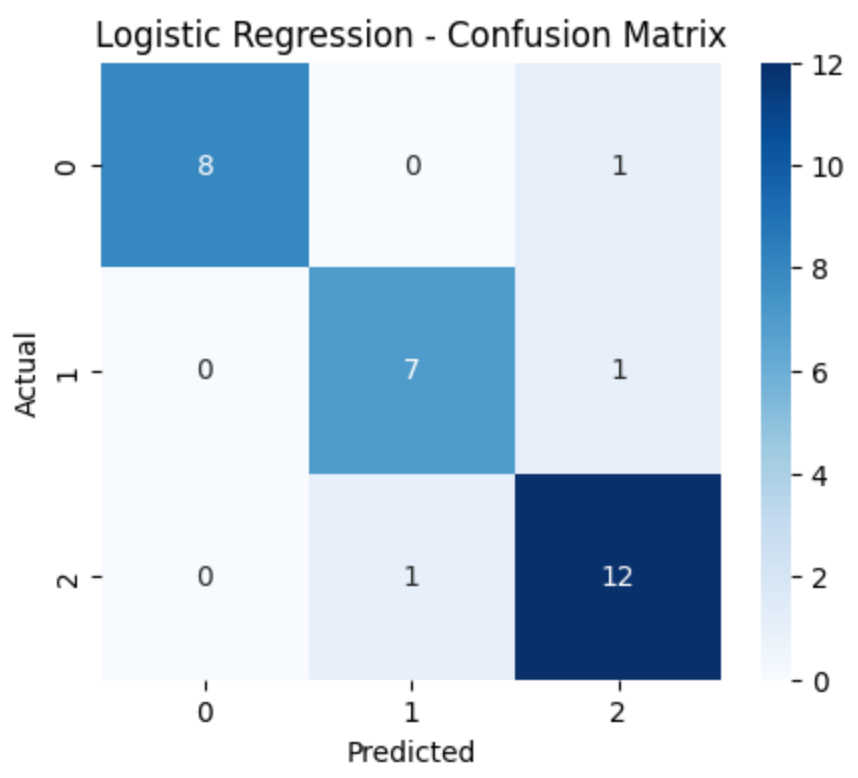 Logistic Regression - Confusion Matrix
12
0 8 0 1
10
8
Actual
1 0 7 1
6
4
2 0 1 12
2
0
0 1 2
Predicted